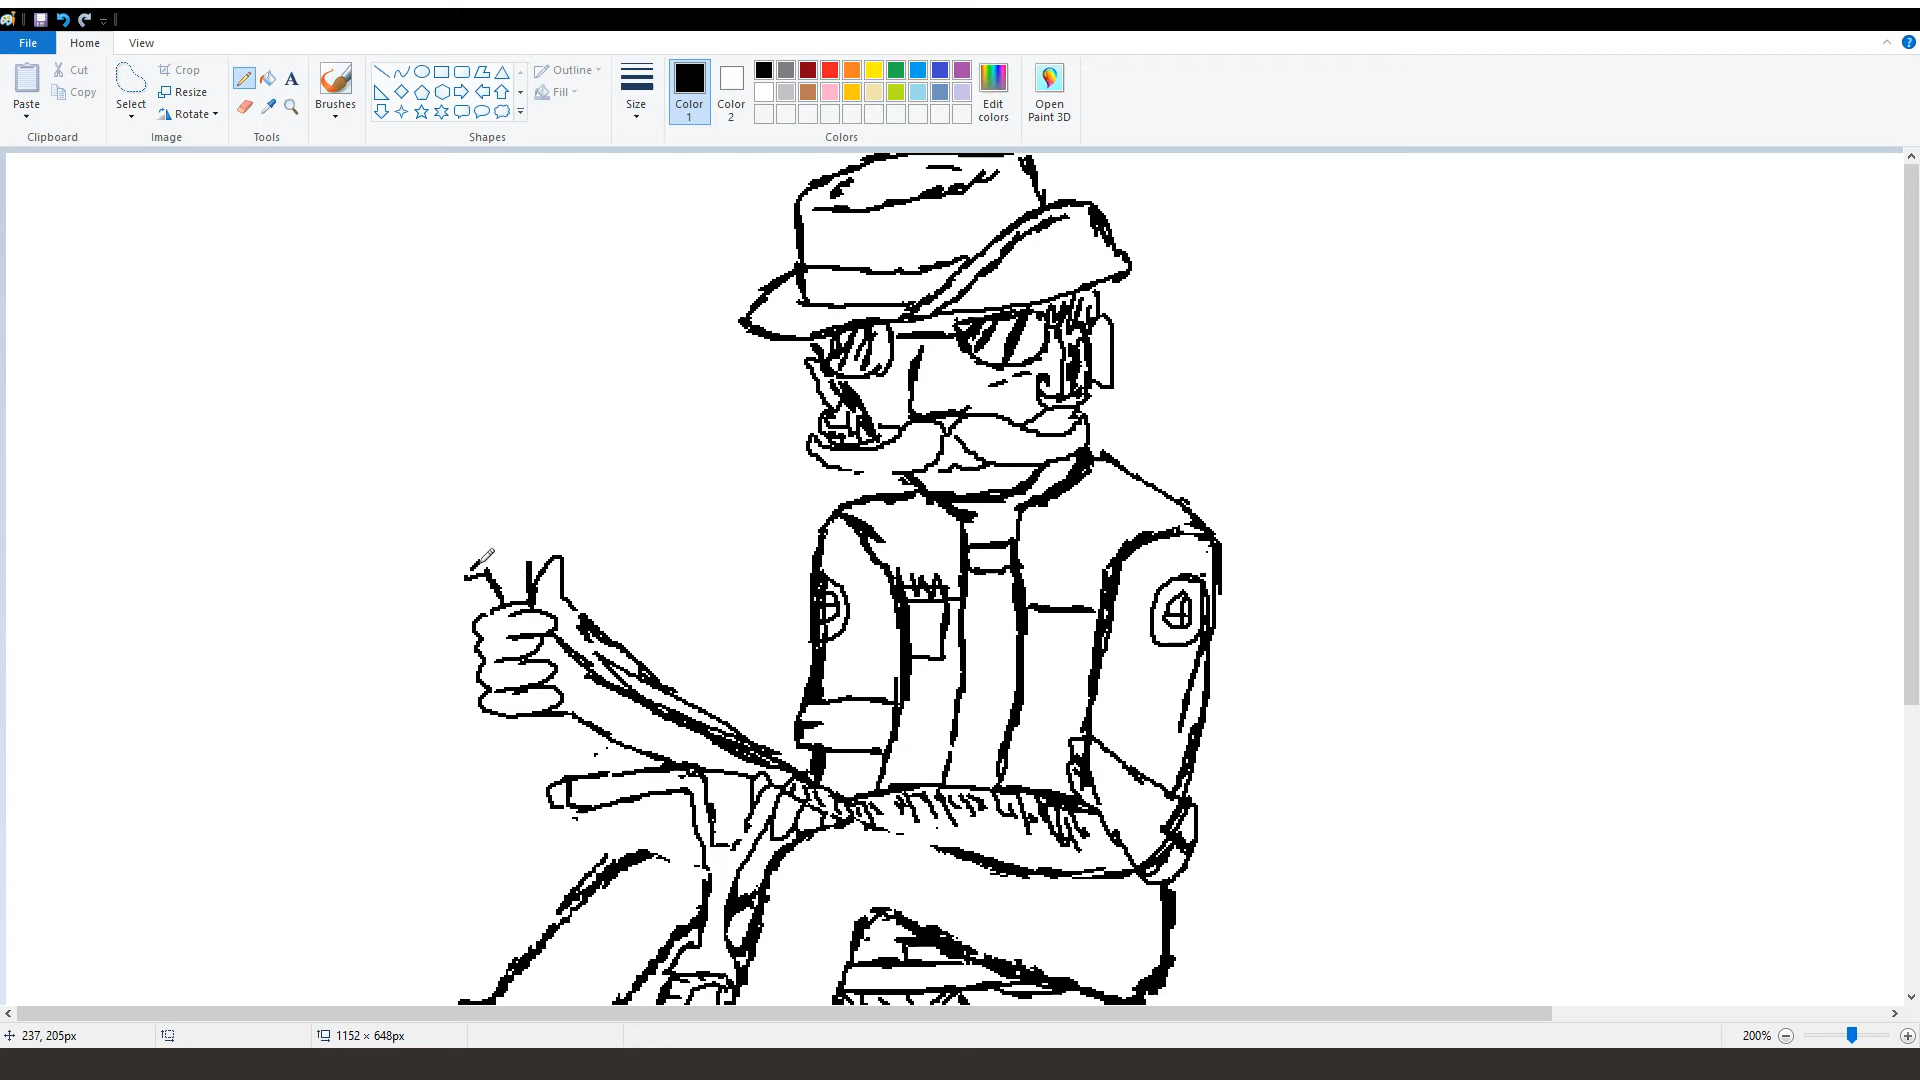 File Home View
Paste
Cut
Copy
Clipboard
Select
Crop
Resize
Rotate
Image
A
Tools
Brushes
Outline
Fill
Shapes
Size
Color 1
Color 2
Edit colors
Colors
Open Paint 3D
237, 205px 1152 × 648px 200%